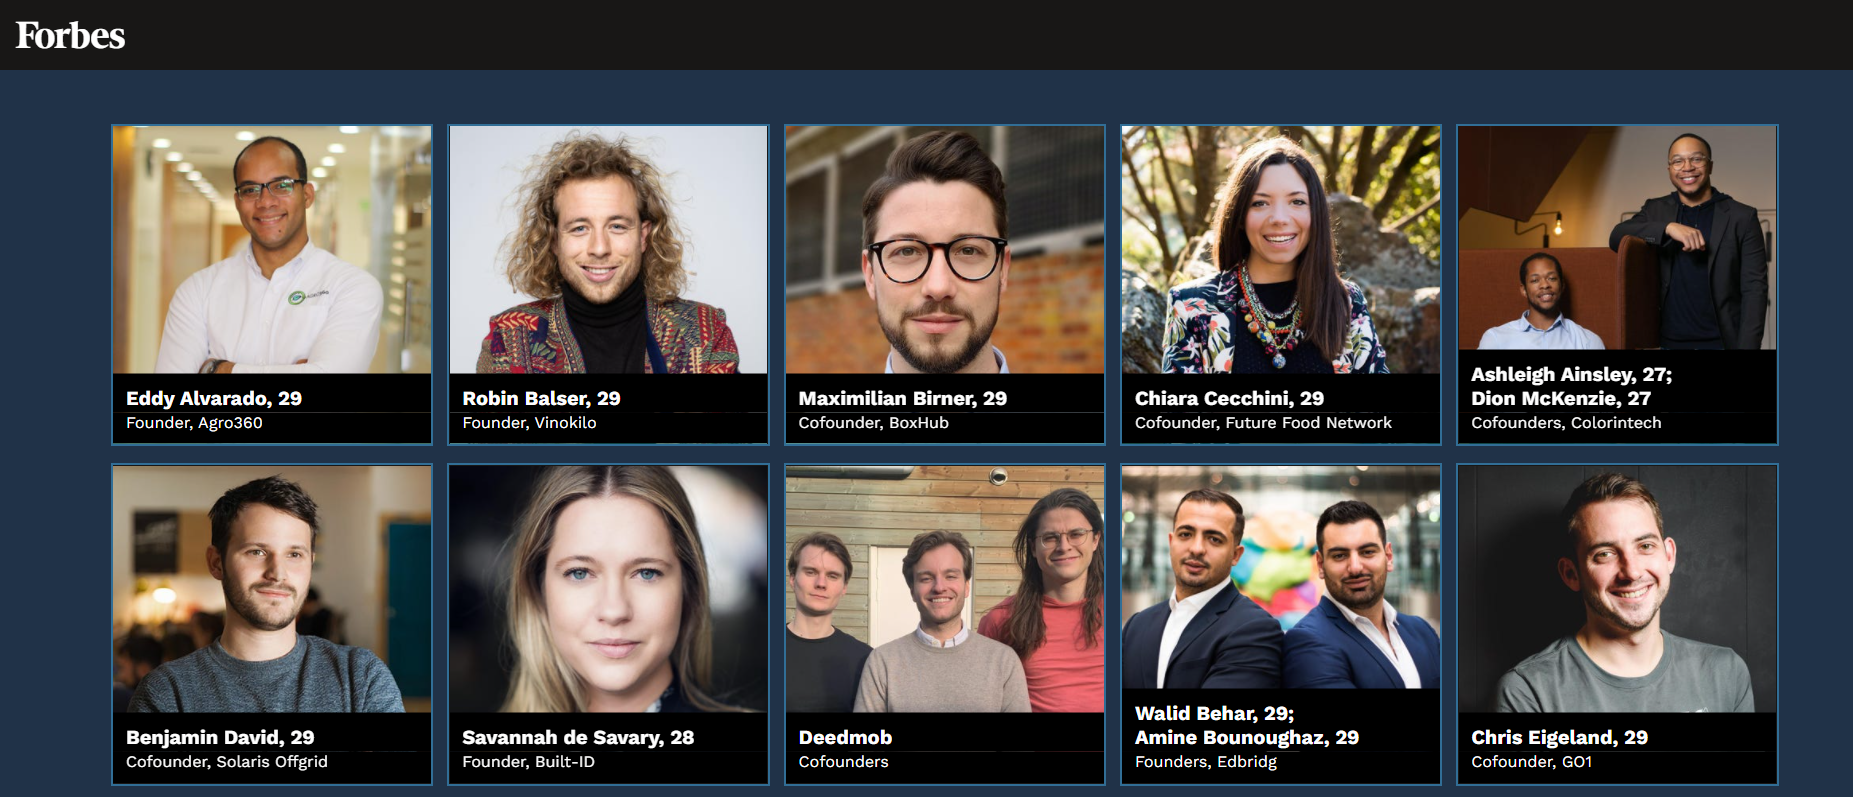 Forbes
Eddy Alvarado, 29
Founder, Agro360
Robin Balser, 29
Founder, Vinokilo
Maximilian Birner, 29
Cofounder, BoxHub
Chiara Cecchini, 29
Cofounder, Future Food Network
Ashleigh Ainsley, 27;
Dion McKenzie, 27
Cofounders, Colorintech
Benjamin David, 29
Cofounder, Solaris Offgrid
Savannah de Savary, 28
Founder, Built-ID
Deedmob
Cofounders
Walid Behar, 29;
Amine Bounoughaz, 29
Founders, Edbridg
Chris Eigeland, 29
Cofounder, GO1